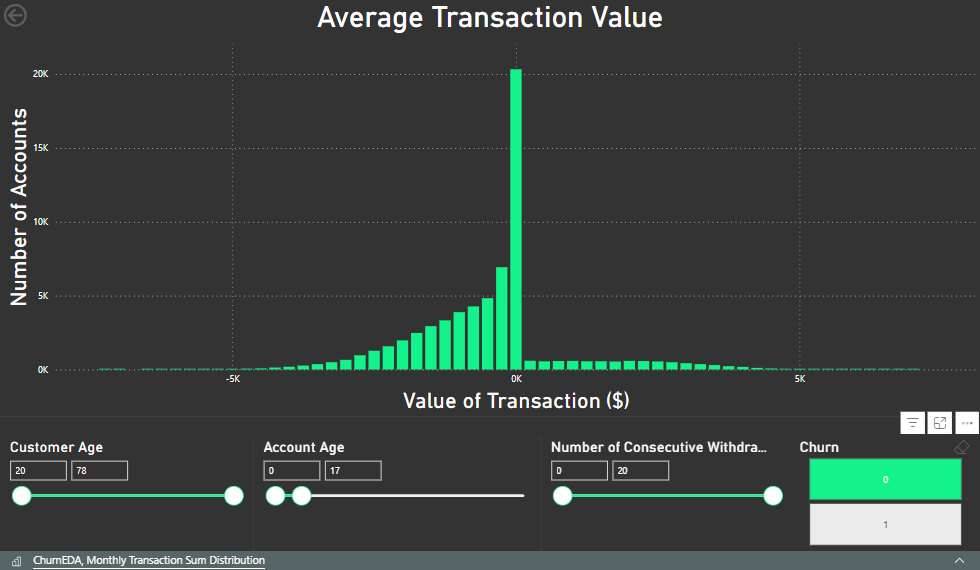 Average Transaction Value
Number of Accounts
20K
15K
10K
5K
0K
-5K 0K 5K
Value of Transaction ($)
Customer Age
20 78
Account Age
0 17
Number of Consecutive Withdra...
0 20
Churn
0
1
ChurnEDA, Monthly Transaction Sum Distribution